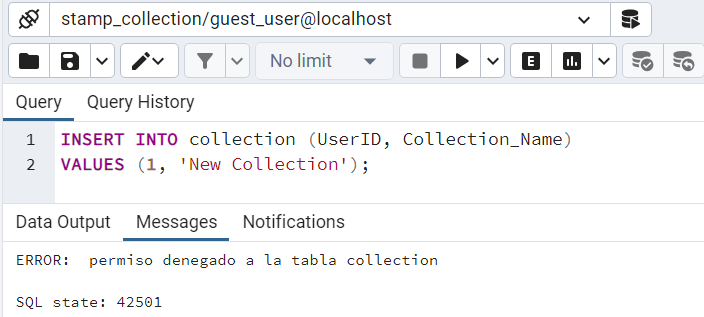 stamp_collection/guest_user@localhost
No limit
E
Query Query History
1 INSERT INTO collection (UserID, Collection_Name)
2 VALUES (1, 'New Collection');
Data Output Messages Notifications
ERROR:  permiso denegado a la tabla collection
SQL state: 42501